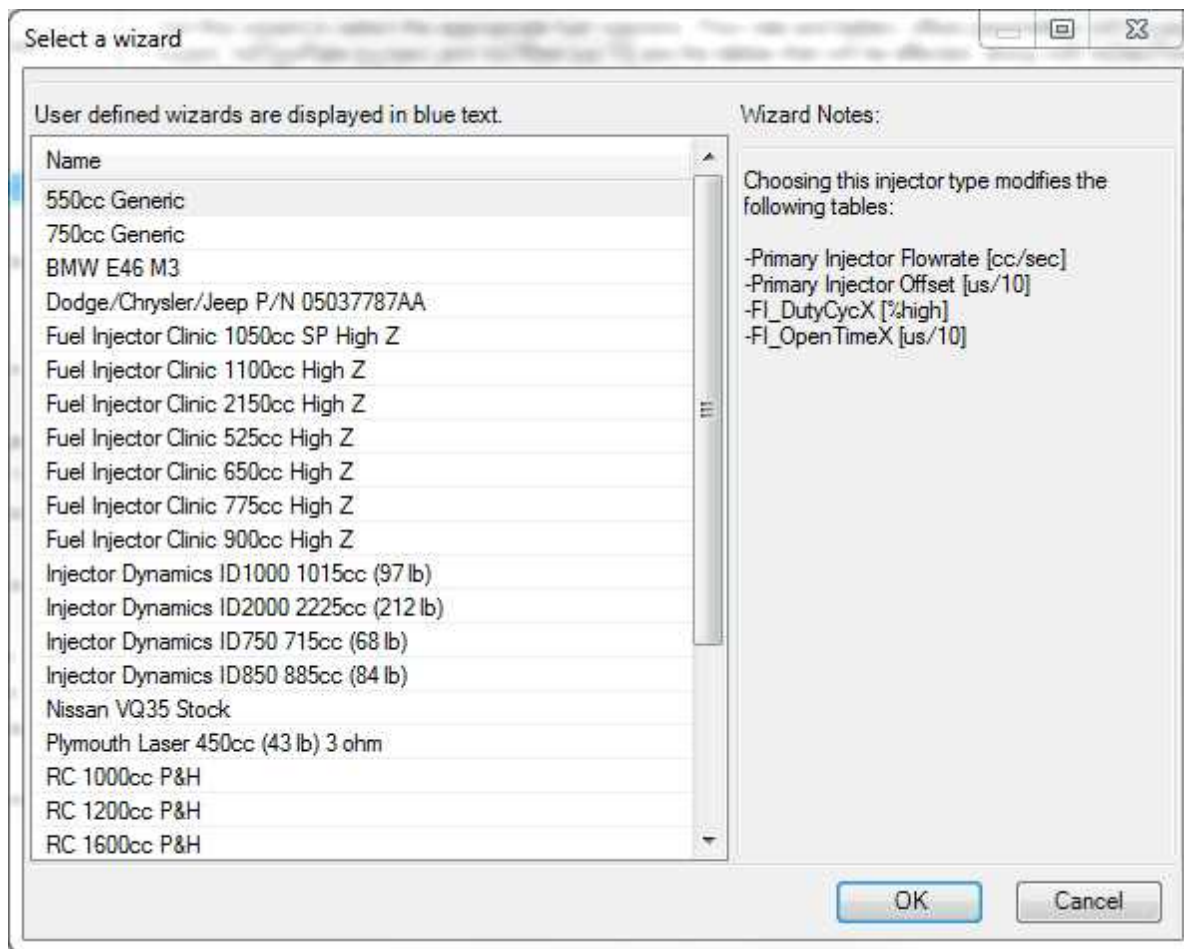 Select a wizard
User defined wizards are displayed in blue text.
Name
550cc Generic
750cc Generic
BMW E46 M3
Dodge/Chrysler/Jeep P/N 05037787AA
Fuel Injector Clinic 1050cc SP High Z
Fuel Injector Clinic 1100cc High Z
Fuel Injector Clinic 2150cc High Z
Fuel Injector Clinic 525cc High Z
Fuel Injector Clinic 650cc High Z
Fuel Injector Clinic 775cc High Z
Fuel Injector Clinic 900cc High Z
Injector Dynamics ID1000 1015cc (97 lb)
Injector Dynamics ID2000 2225cc (212 lb)
Injector Dynamics ID750 715cc (68 lb)
Injector Dynamics ID850 885cc (84 lb)
Nissan VQ35 Stock
Plymouth Laser 450cc (43 lb) 3 ohm
RC 1000cc P&H
RC 1200cc P&H
RC 1600cc P&H
Wizard Notes:
Choosing this injector type modifies the
following tables:
-Primary Injector Flowrate [cc/sec]
-Primary Injector Offset [us/10]
-FI_DutyCycX [%high]
-FI_OpenTimeX [us/10]
OK
Cancel